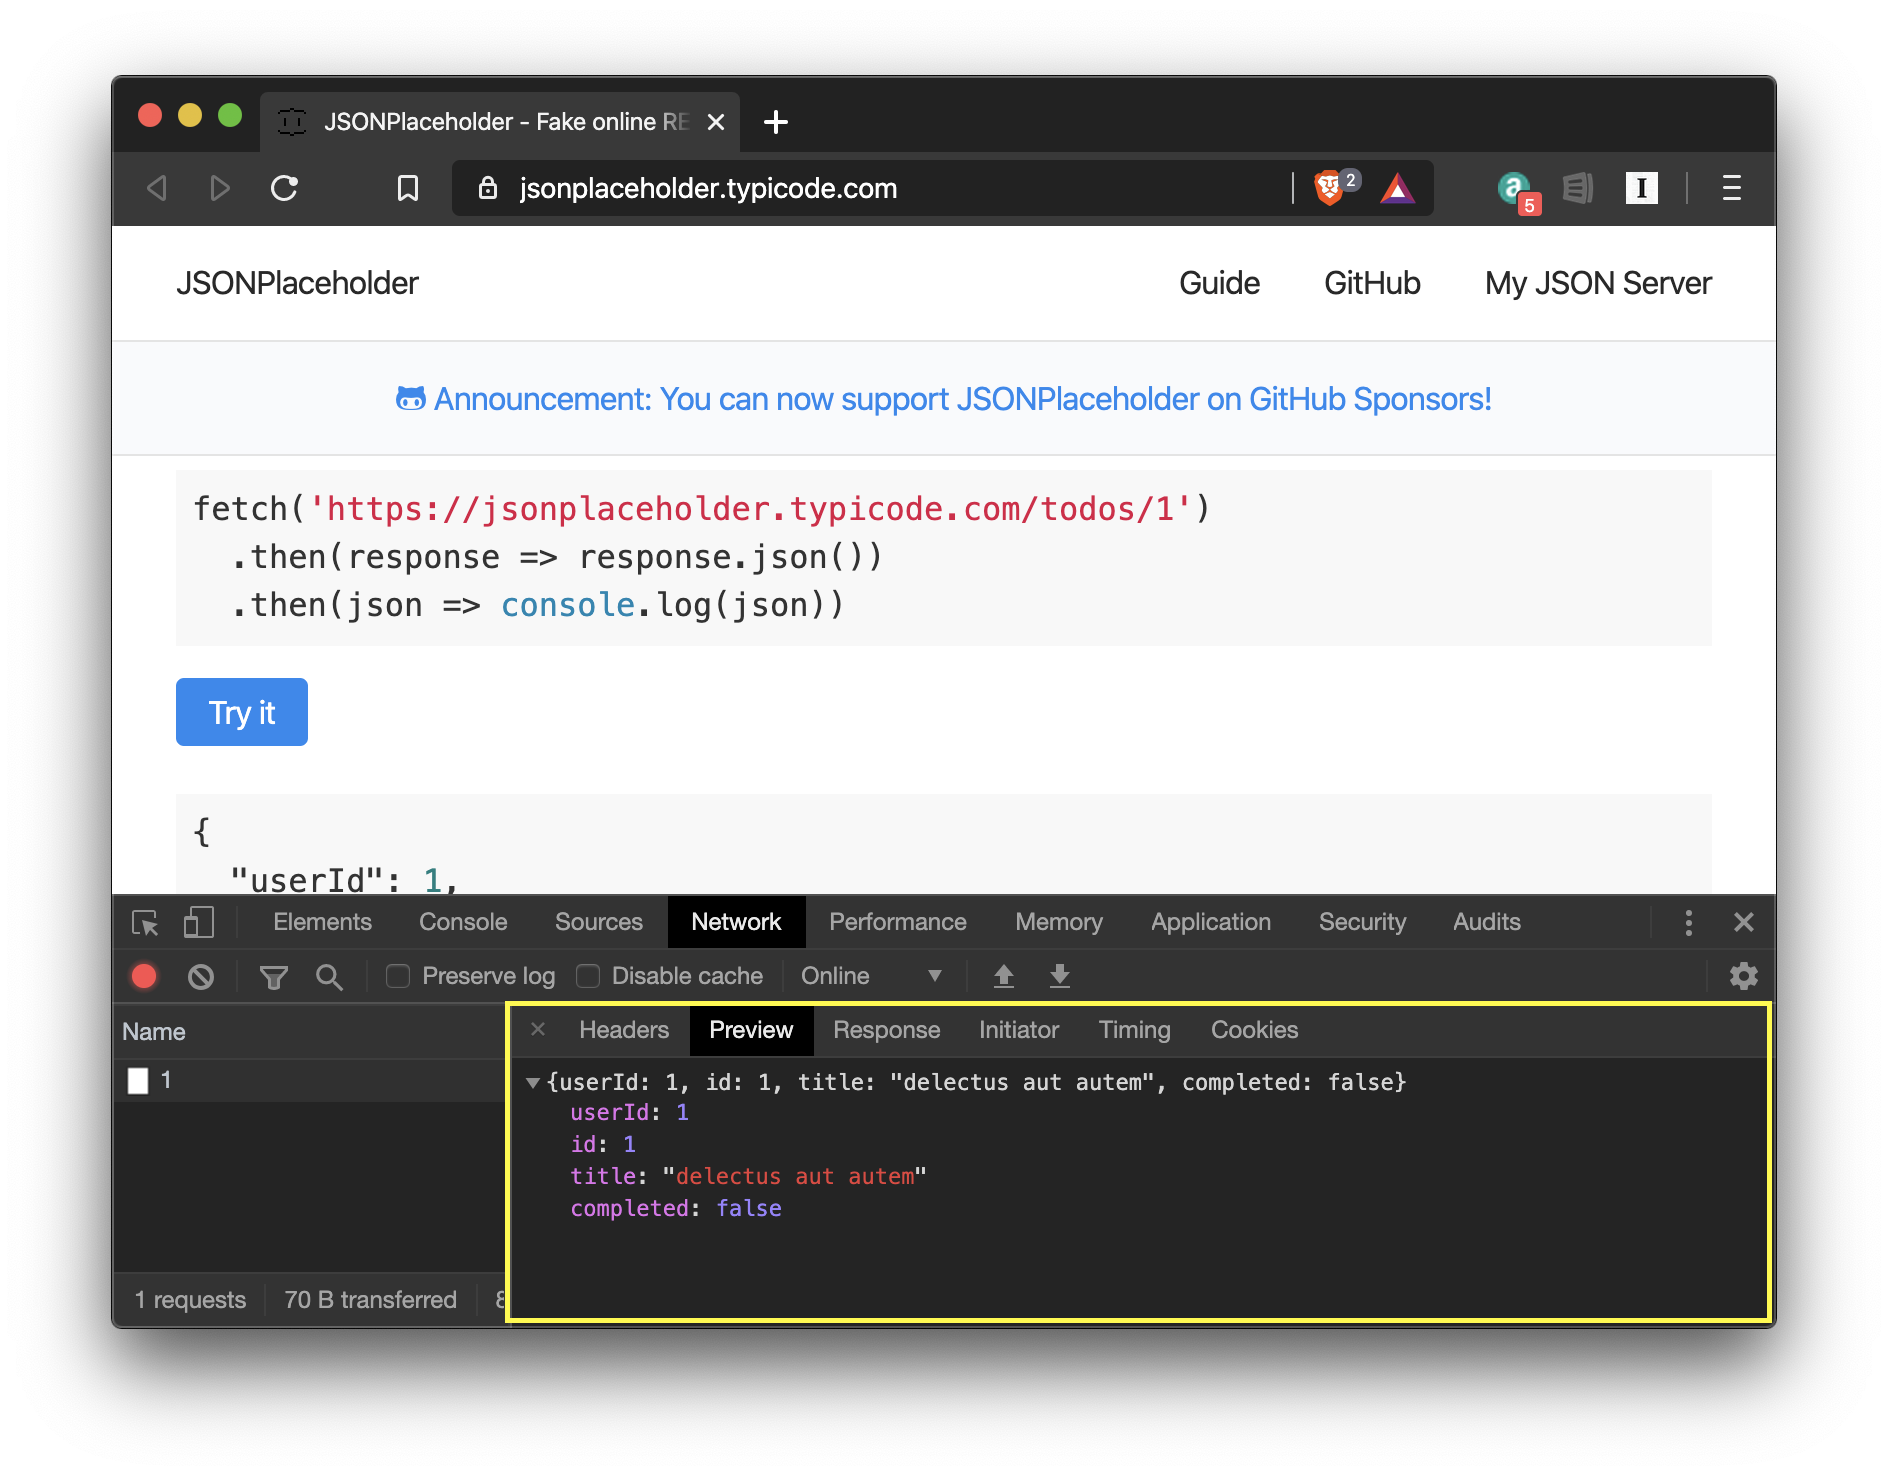 JSONPlaceholder - Fake online RE
jsonplaceholder.typicode.com
2
5
JSONPlaceholder
Guide
GitHub
My JSON Server
Announcement: You can now support JSONPlaceholder on GitHub Sponsors!
fetch('https://jsonplaceholder.typicode.com/todos/1')
.then(response => response.json())
.then(json => console.log(json))
Try it
{
"userId": 1,
Elements Console Sources Network Performance Memory Application Security Audits
Preserve log Disable cache Online
Name
1
Headers Preview Response Initiator Timing Cookies
{userId: 1, id: 1, title: "delectus aut autem", completed: false}
userId: 1
id: 1
title: "delectus aut autem"
completed: false
1 requests 70 B transferred